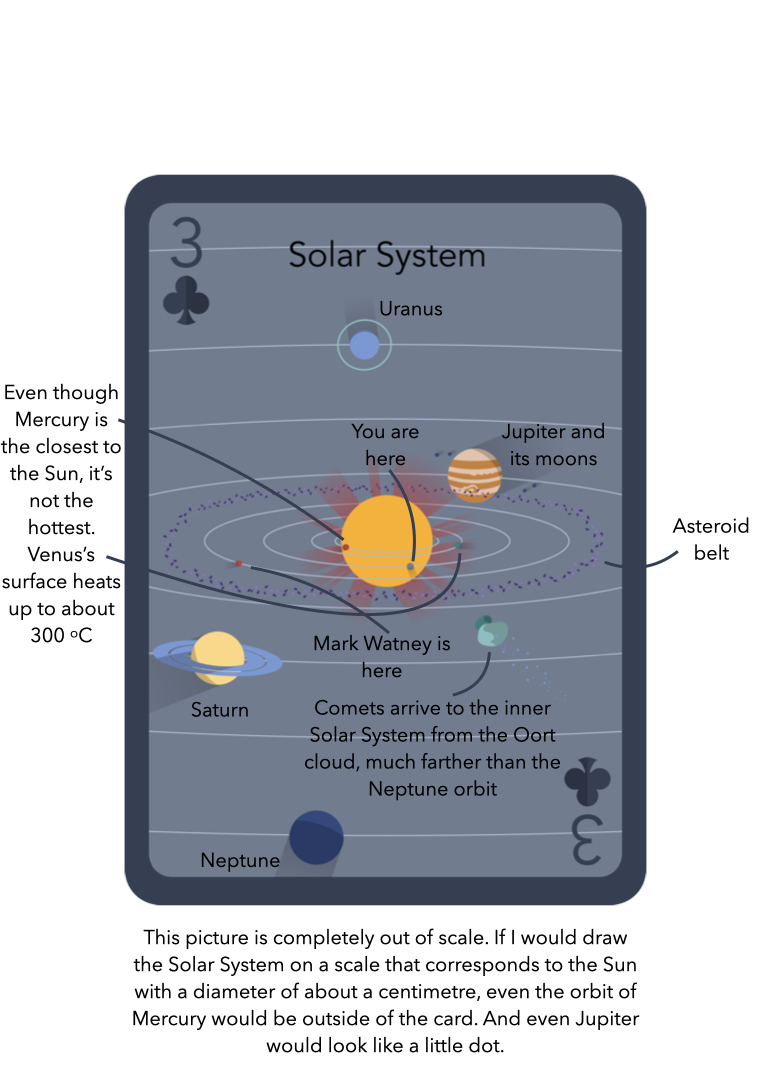 3
Solar System
Uranus
Even though
Mercury is
the closest to
the Sun, it’s
not the
hottest.
Venus’s
surface heats
up to about
300 ºC
You are
here
Jupiter and
its moons
Asteroid
belt
Mark Watney is
here
Saturn
Comets arrive to the inner
Solar System from the Oort
cloud, much farther than the
Neptune orbit
3
Neptune
This picture is completely out of scale. If I would draw
the Solar System on a scale that corresponds to the Sun
with a diameter of about a centimetre, even the orbit of
Mercury would be outside of the card. And even Jupiter
would look like a little dot.